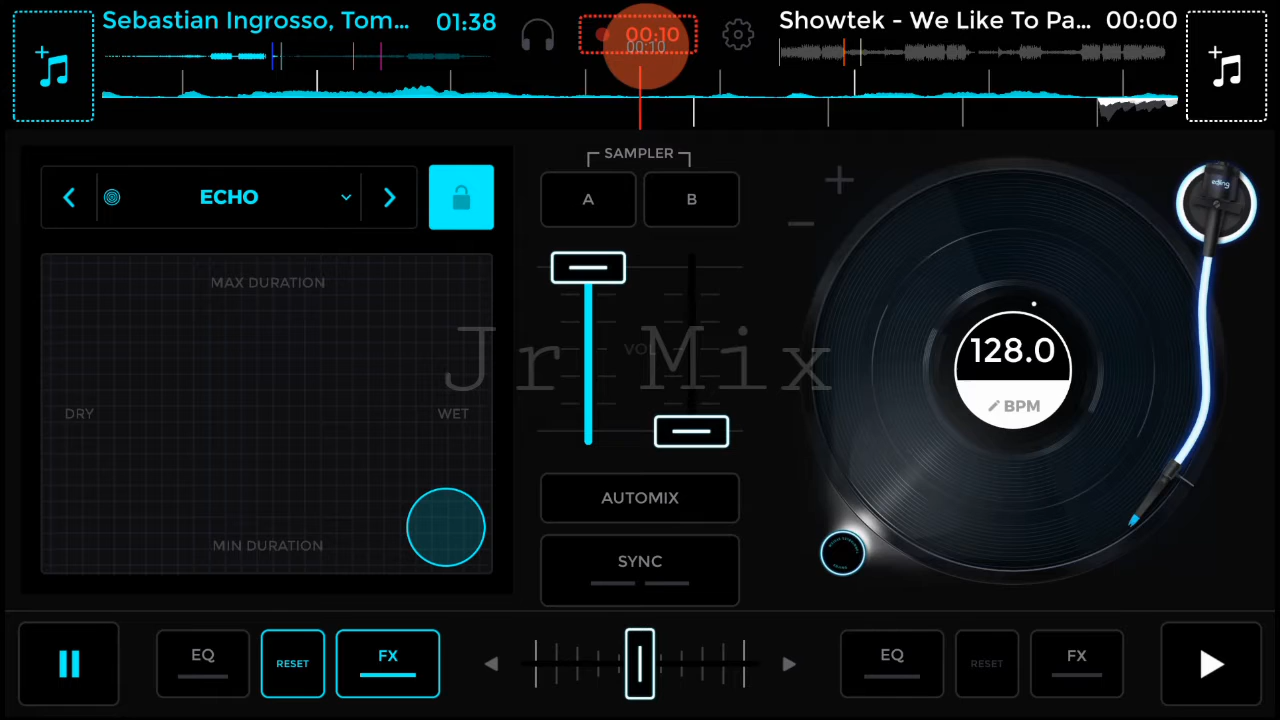 Sebastian Ingrosso, Tom... 01:38
00:10
00:10
Showtek - We Like To Pa... 00:00
SAMPLER
A B
ECHO
MAX DURATION
DRY WET
MIN DURATION
VOL
Jr Mix
128.0
BPM
edjing
AUTOMIX
SYNC
EQ RESET FX
EQ RESET FX